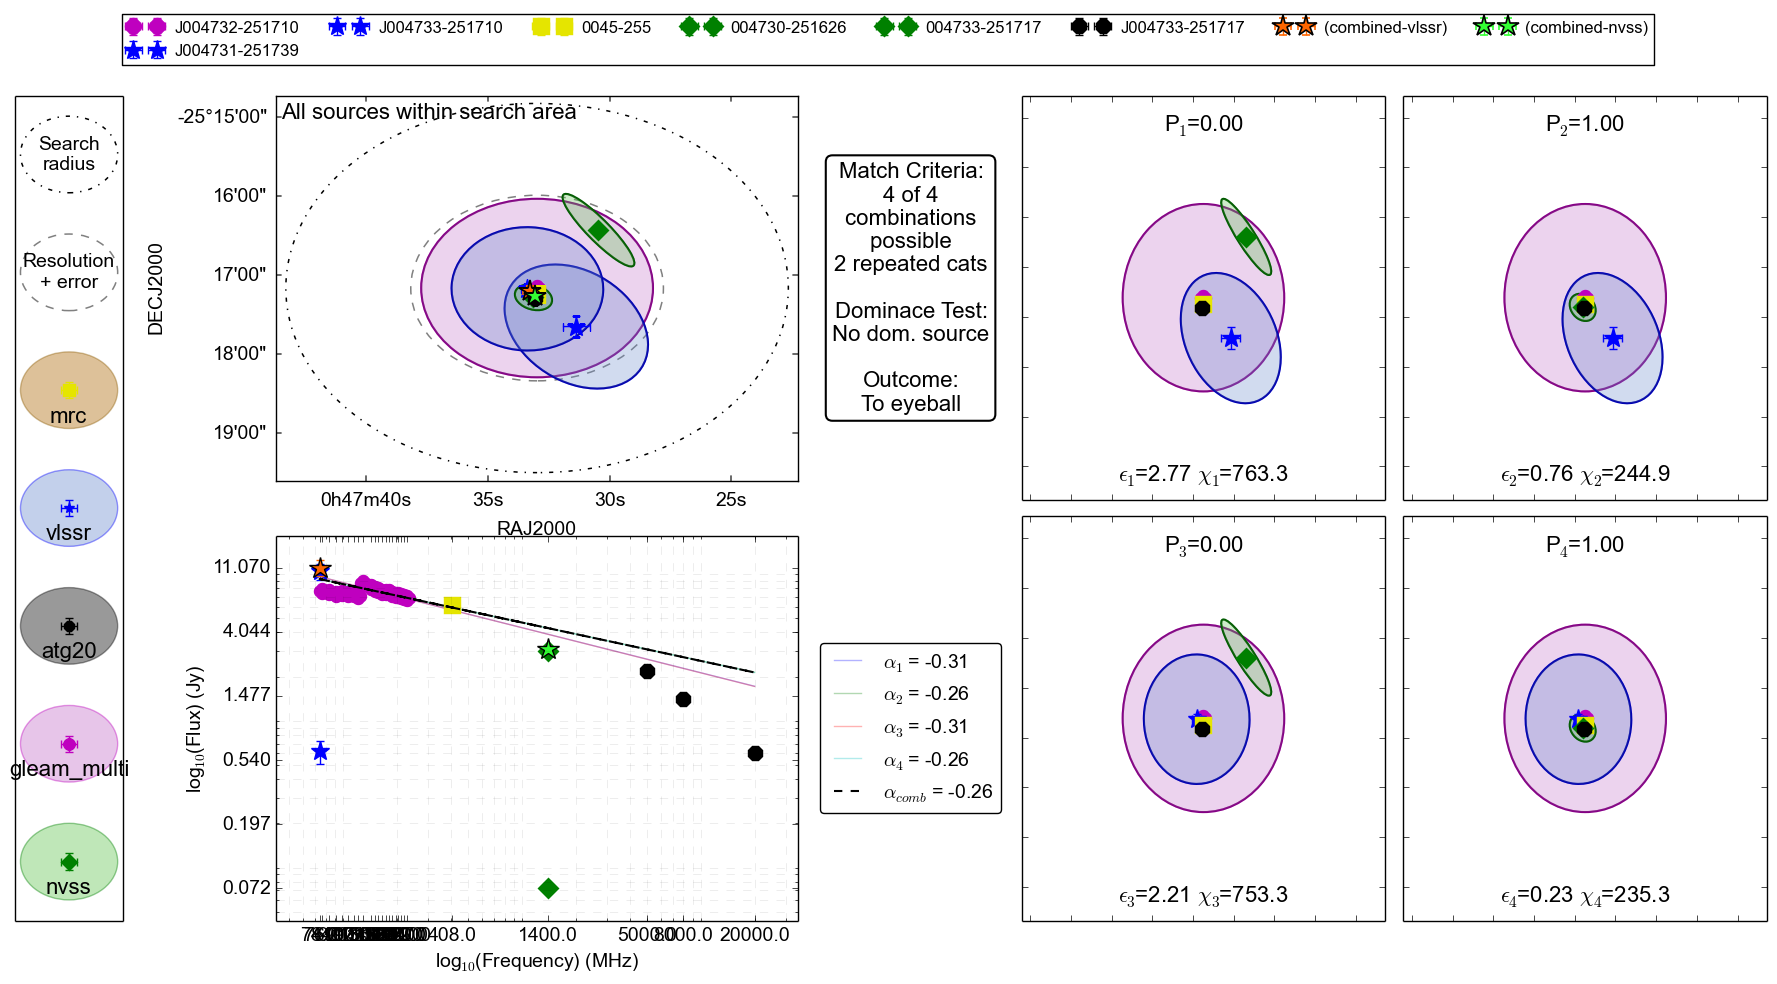 J004732-251710 J004733-251710 0045-255 004730-251626 004733-251717 J004733-251717 (combined-vlssr) (combined-nvss)
J004731-251739
Search
radius
Resolution
+ error
mrc
vlssr
atg20
gleam_multi
nvss
All sources within search area
DECJ2000
-25°15'00"
16'00"
17'00"
18'00"
19'00"
0h47m40s 35s 30s 25s
RAJ2000
Match Criteria:
4 of 4
combinations
possible
2 repeated cats
Dominace Test:
No dom. source
Outcome:
To eyeball
P1=0.00
ϵ1=2.77 χ1=763.3
P2=1.00
ϵ2=0.76 χ2=244.9
log10(Flux) (Jy)
11.070
4.044
1.477
0.540
0.197
0.072
408.0 1400.0 5000.0 8000.0 20000.0
log10(Frequency) (MHz)
α1 = -0.31
α2 = -0.26
α3 = -0.31
α4 = -0.26
αcomb = -0.26
P3=0.00
ϵ3=2.21 χ3=753.3
P4=1.00
ϵ4=0.23 χ4=235.3